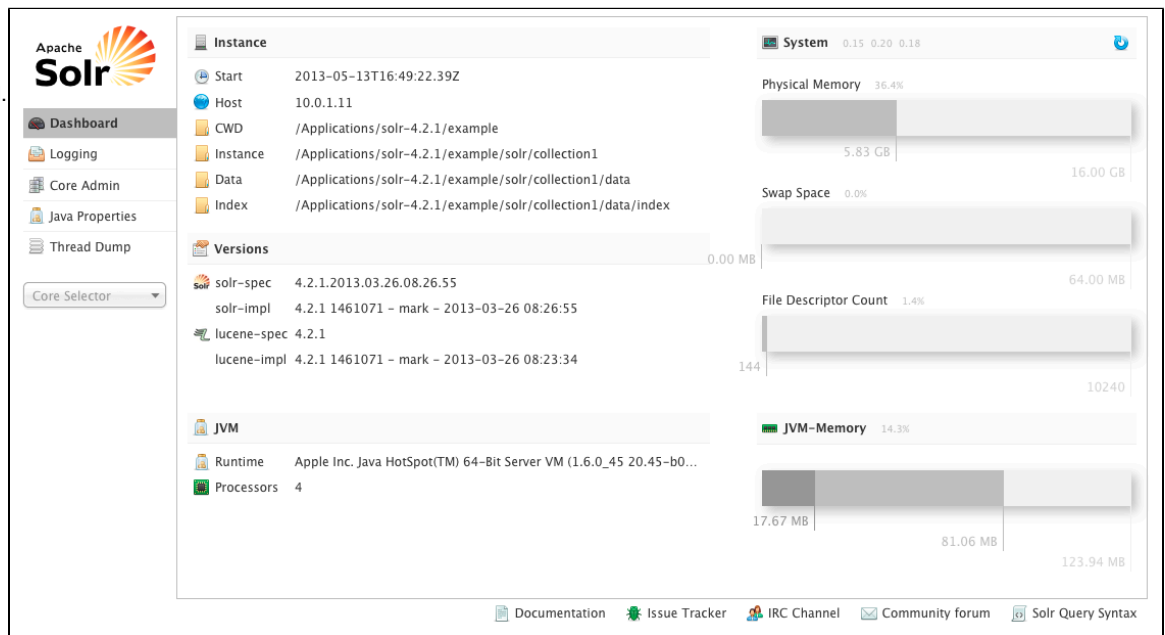 Apache
Solr
.
Dashboard
Logging
Core Admin
Java Properties
Thread Dump
Core Selector
Instance
Start 2013-05-13T16:49:22.39Z
Host 10.0.1.11
CWD /Applications/solr-4.2.1/example
Instance /Applications/solr-4.2.1/example/solr/collection1
Data /Applications/solr-4.2.1/example/solr/collection1/data
Index /Applications/solr-4.2.1/example/solr/collection1/data/index
Versions
solr-spec 4.2.1.2013.03.26.08.26.55
solr-impl 4.2.1 1461071 - mark - 2013-03-26 08:26:55
lucene-spec 4.2.1
lucene-impl 4.2.1 1461071 - mark - 2013-03-26 08:23:34
JVM
Runtime Apple Inc. Java HotSpot(TM) 64-Bit Server VM (1.6.0_45 20.45-b0...
Processors 4
System 0.15 0.20 0.18
Physical Memory 36.4%
5.83 GB
16.00 GB
Swap Space 0.0%
0.00 MB
64.00 MB
File Descriptor Count 1.4%
144
10240
JVM-Memory 14.3%
17.67 MB
81.06 MB
123.94 MB
Documentation Issue Tracker IRC Channel Community forum Solr Query Syntax